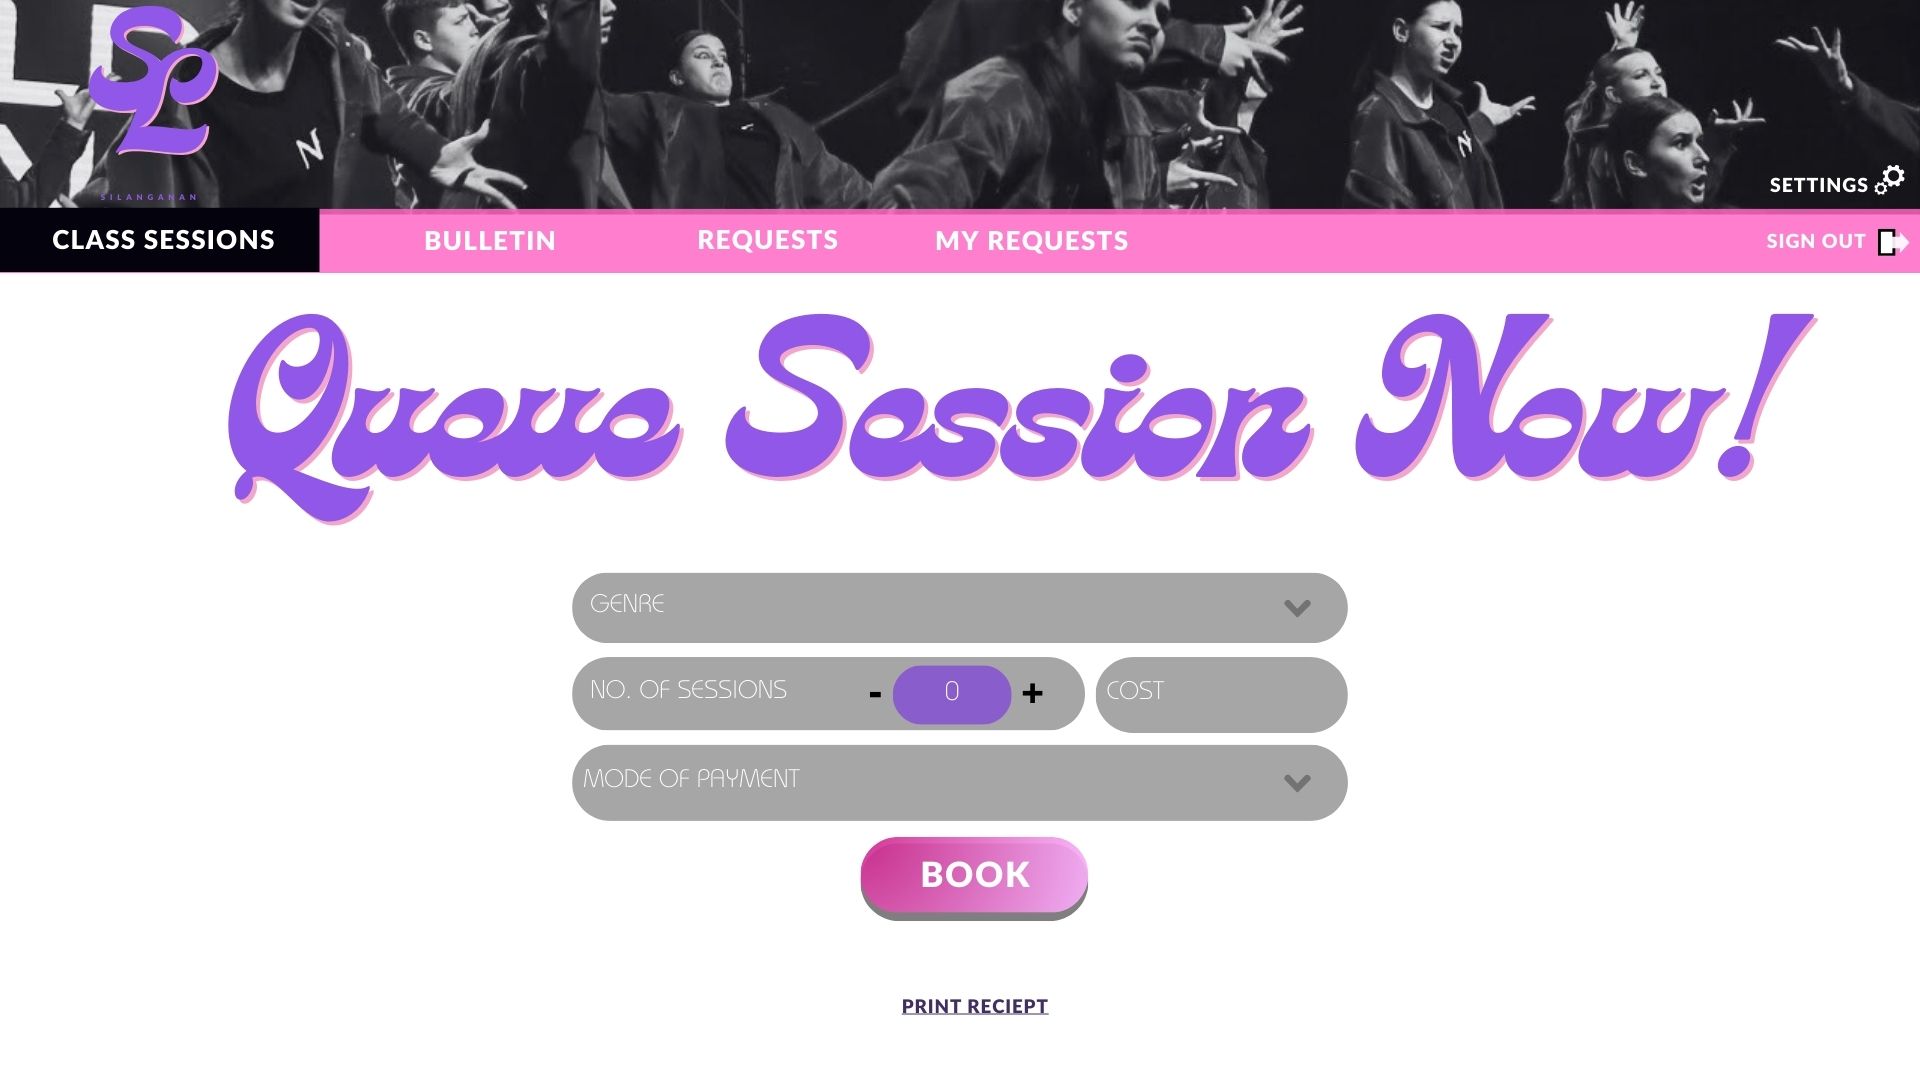 SL
SILANGANAN
N
N
SETTINGS
CLASS SESSIONS
BULLETIN
REQUESTS
MY REQUESTS
SIGN OUT
Queue Session Now!
GENRE
NO. OF SESSIONS
-
0
+
COST
MODE OF PAYMENT
BOOK
PRINT RECIEPT